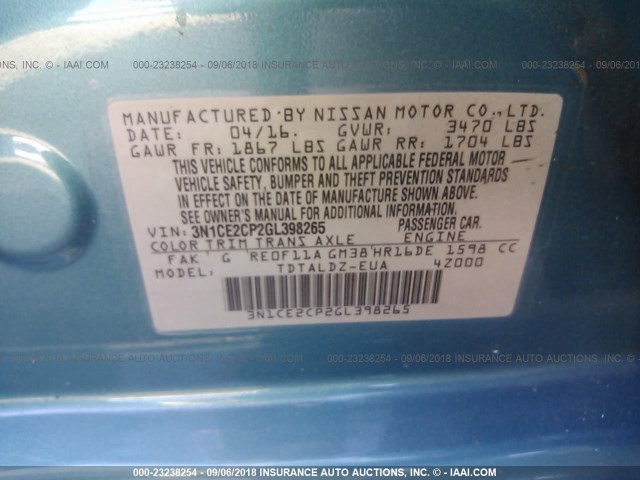 MANUFACTURED BY NISSAN MOTOR CO., LTD.
DATE: 04/16. GVWR: 3470 LBS
GAWR FR: 1867 LBS GAWR RR: 1704 LBS
THIS VEHICLE CONFORMS TO ALL APPLICABLE FEDERAL MOTOR
VEHICLE SAFETY, BUMPER AND THEFT PREVENTION STANDARDS
IN EFFECT ON THE DATE OF MANUFACTURE SHOWN ABOVE.
SEE OWNER'S MANUAL FOR ADDITIONAL INFORMATION
VIN: 3N1CE2CP2GL398265 PASSENGER CAR.
COLOR TRIM TRANS AXLE ENGINE
FAK G RE0F11A GM38 HR16DE 1598 CC
MODEL: TDTALDZ-EUA 4Z000
3N1CE2CP2GL398265
000-23238254 - 09/06/2018 INSURANCE AUTO AUCTIONS, INC. - © - IAAI.COM
000-23238254 - 09/06/2018 INSURANCE AUTO AUCTIONS, INC. - © - IAAI.COM
000-23238254 - 09/06/2018 INSURANCE AUTO AUCTIONS, INC. - © - IAAI.COM